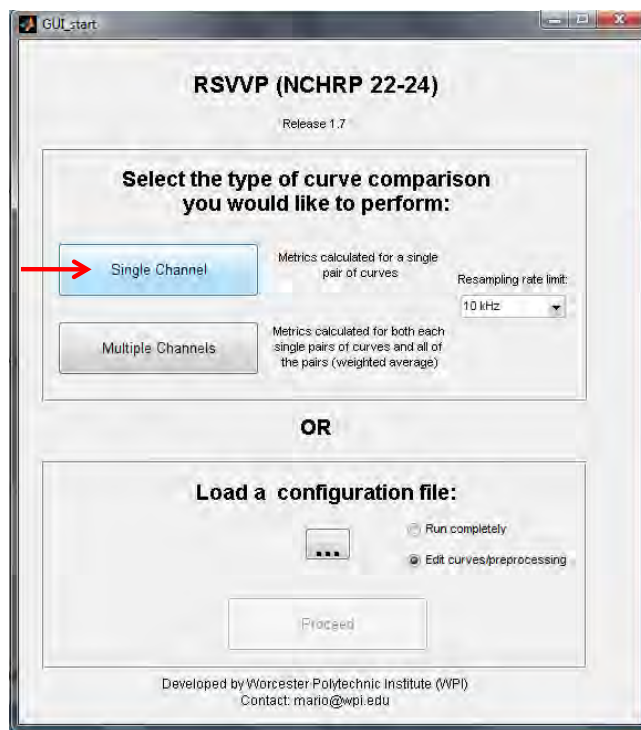 GUI_start
RSVVP (NCHRP 22-24)
Release 1.7
Select the type of curve comparison
you would like to perform:
Single Channel
Metrics calculated for a single
pair of curves
Resampling rate limit:
10 kHz
Multiple Channels
Metrics calculated for both each
single pairs of curves and all of
the pairs (weighted average)
OR
Load a configuration file:
...
Run completely
Edit curves/preprocessing
Proceed
Developed by Worcester Polytechnic Institute (WPI)
Contact: mario@wpi.edu